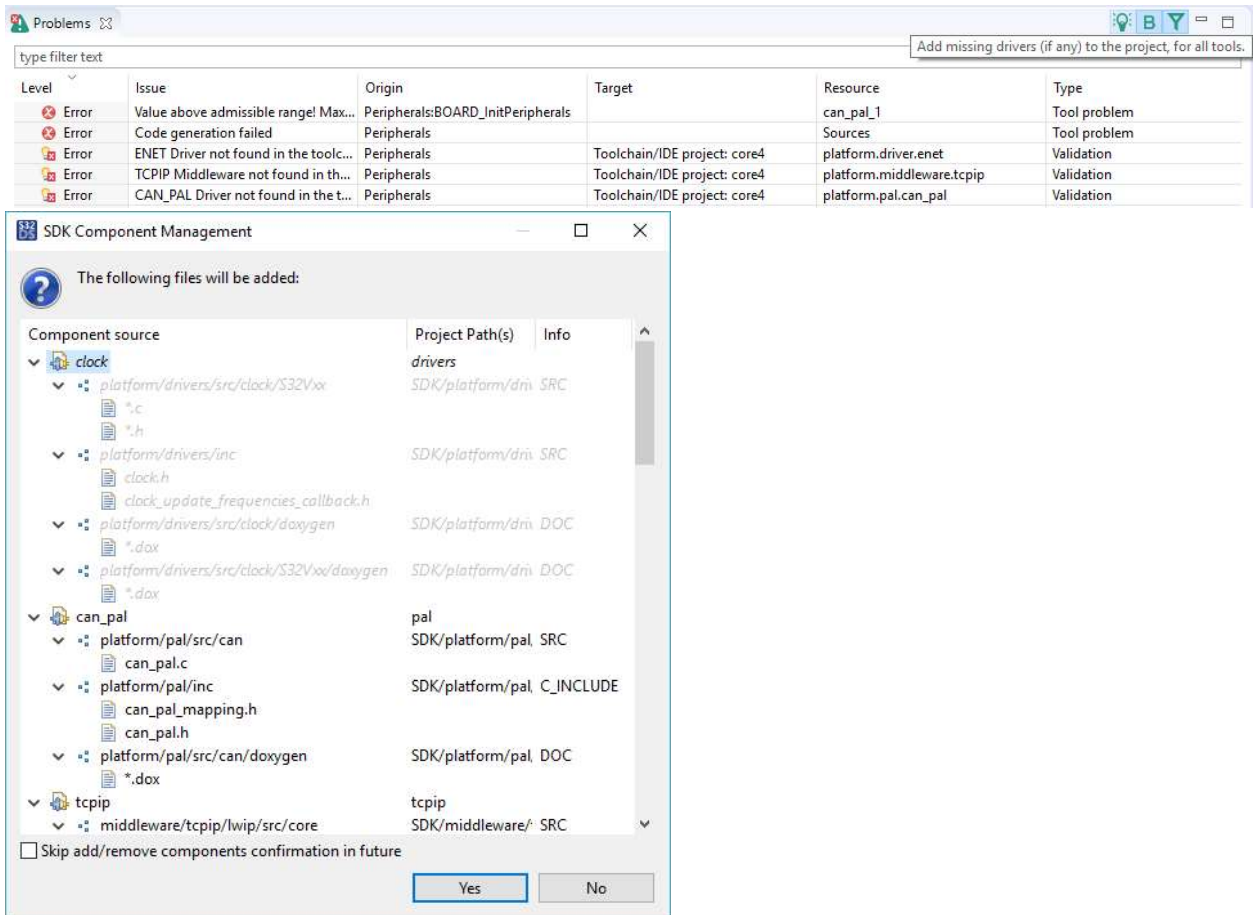 Problems
B
type filter text
Add missing drivers (if any) to the project, for all tools.
Level Issue Origin Target Resource Type
Error Value above admissible range! Max... Peripherals:BOARD_InitPeripherals can_pal_1 Tool problem
Error Code generation failed Peripherals Sources Tool problem
Error ENET Driver not found in the toolc... Peripherals Toolchain/IDE project: core4 platform.driver.enet Validation
Error TCPIP Middleware not found in th... Peripherals Toolchain/IDE project: core4 platform.middleware.tcpip Validation
Error CAN_PAL Driver not found in the t... Peripherals Toolchain/IDE project: core4 platform.pal.can_pal Validation
S32 DS SDK Component Management
The following files will be added:
Component source Project Path(s) Info
clock drivers
platform/drivers/src/clock/S32Vxx SDK/platform/dri SRC
*.c
*.h
platform/drivers/inc SDK/platform/dri SRC
clock.h
clock_update_frequencies_callback.h
platform/drivers/src/clock/doxygen SDK/platform/dri DOC
*.dox
platform/drivers/src/clock/S32Vxx/doxygen SDK/platform/dri DOC
*.dox
can_pal pal
platform/pal/src/can SDK/platform/pal, SRC
can_pal.c
platform/pal/inc SDK/platform/pal, C_INCLUDE
can_pal_mapping.h
can_pal.h
platform/pal/src/can/doxygen SDK/platform/pal, DOC
*.dox
tcpip tcpip
middleware/tcpip/lwip/src/core SDK/middleware/ SRC
Skip add/remove components confirmation in future
Yes No